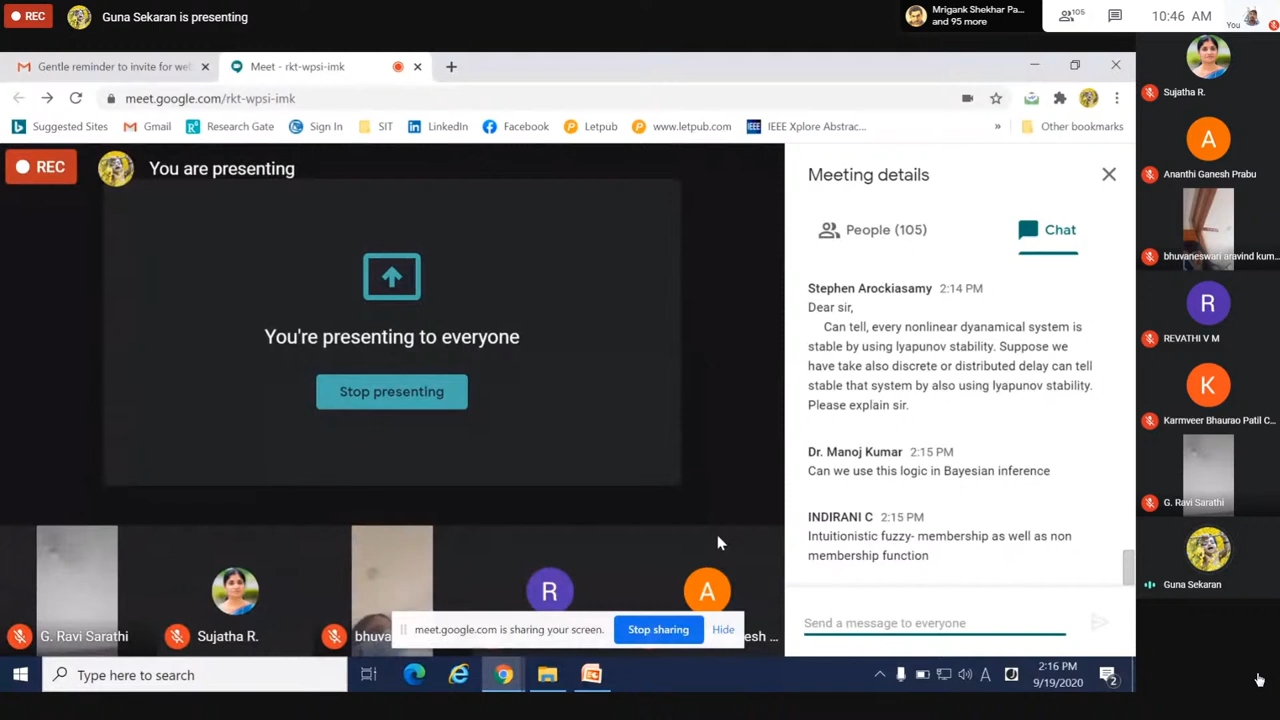 REC
Guna Sekaran is presenting
Mrigank Shekhar Pa...
and 95 more
105
10:46 AM
You
Gentle reminder to invite for we
Meet - rkt-wpsi-imk
meet.google.com/rkt-wpsi-imk
Suggested Sites
Gmail
Research Gate
Sign In
SIT
LinkedIn
Facebook
Letpub
www.letpub.com
IEEE Xplore Abstrac...
»
Other bookmarks
REC
You are presenting
You're presenting to everyone
Stop presenting
Meeting details
People (105)
Chat
Stephen Arockiasamy 2:14 PM
Dear sir,
Can tell, every nonlinear dyanamical system is
stable by using lyapunov stability. Suppose we
have take also discrete or distributed delay can tell
stable that system by also using lyapunov stability.
Please explain sir.
Dr. Manoj Kumar 2:15 PM
Can we use this logic in Bayesian inference
INDIRANI C 2:15 PM
Intuitionistic fuzzy- membership as well as non
membership function
Send a message to everyone
G. Ravi Sarathi
Sujatha R.
bhuva
R
A
esh ...
meet.google.com is sharing your screen.
Stop sharing
Hide
Type here to search
A
2:16 PM
9/19/2020
2
Sujatha R.
A
Ananthi Ganesh Prabu
bhuvaneswari aravind kum...
R
REVATHI V M
K
Karmveer Bhaurao Patil C...
G. Ravi Sarathi
Guna Sekaran